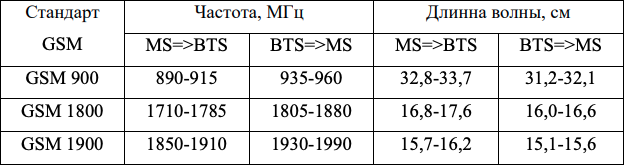 Стандарт GSM Частота, МГц Длинна волны, см
MS=>BTS BTS=>MS MS=>BTS BTS=>MS
GSM 900 890-915 935-960 32,8-33,7 31,2-32,1
GSM 1800 1710-1785 1805-1880 16,8-17,6 16,0-16,6
GSM 1900 1850-1910 1930-1990 15,7-16,2 15,1-15,6